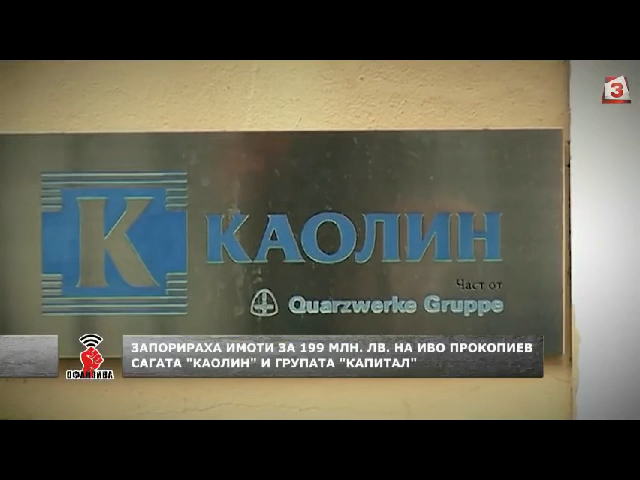 3
К КАОЛИН
Част от
Quarzwerke Gruppe
ЗАПОРИРАХА ИМОТИ ЗА 199 МЛН. ЛВ. НА ИВО ПРОКОПИЕВ
САГАТА "КАОЛИН" И ГРУПАТА "КАПИТАЛ"
ОФАНЗИВА